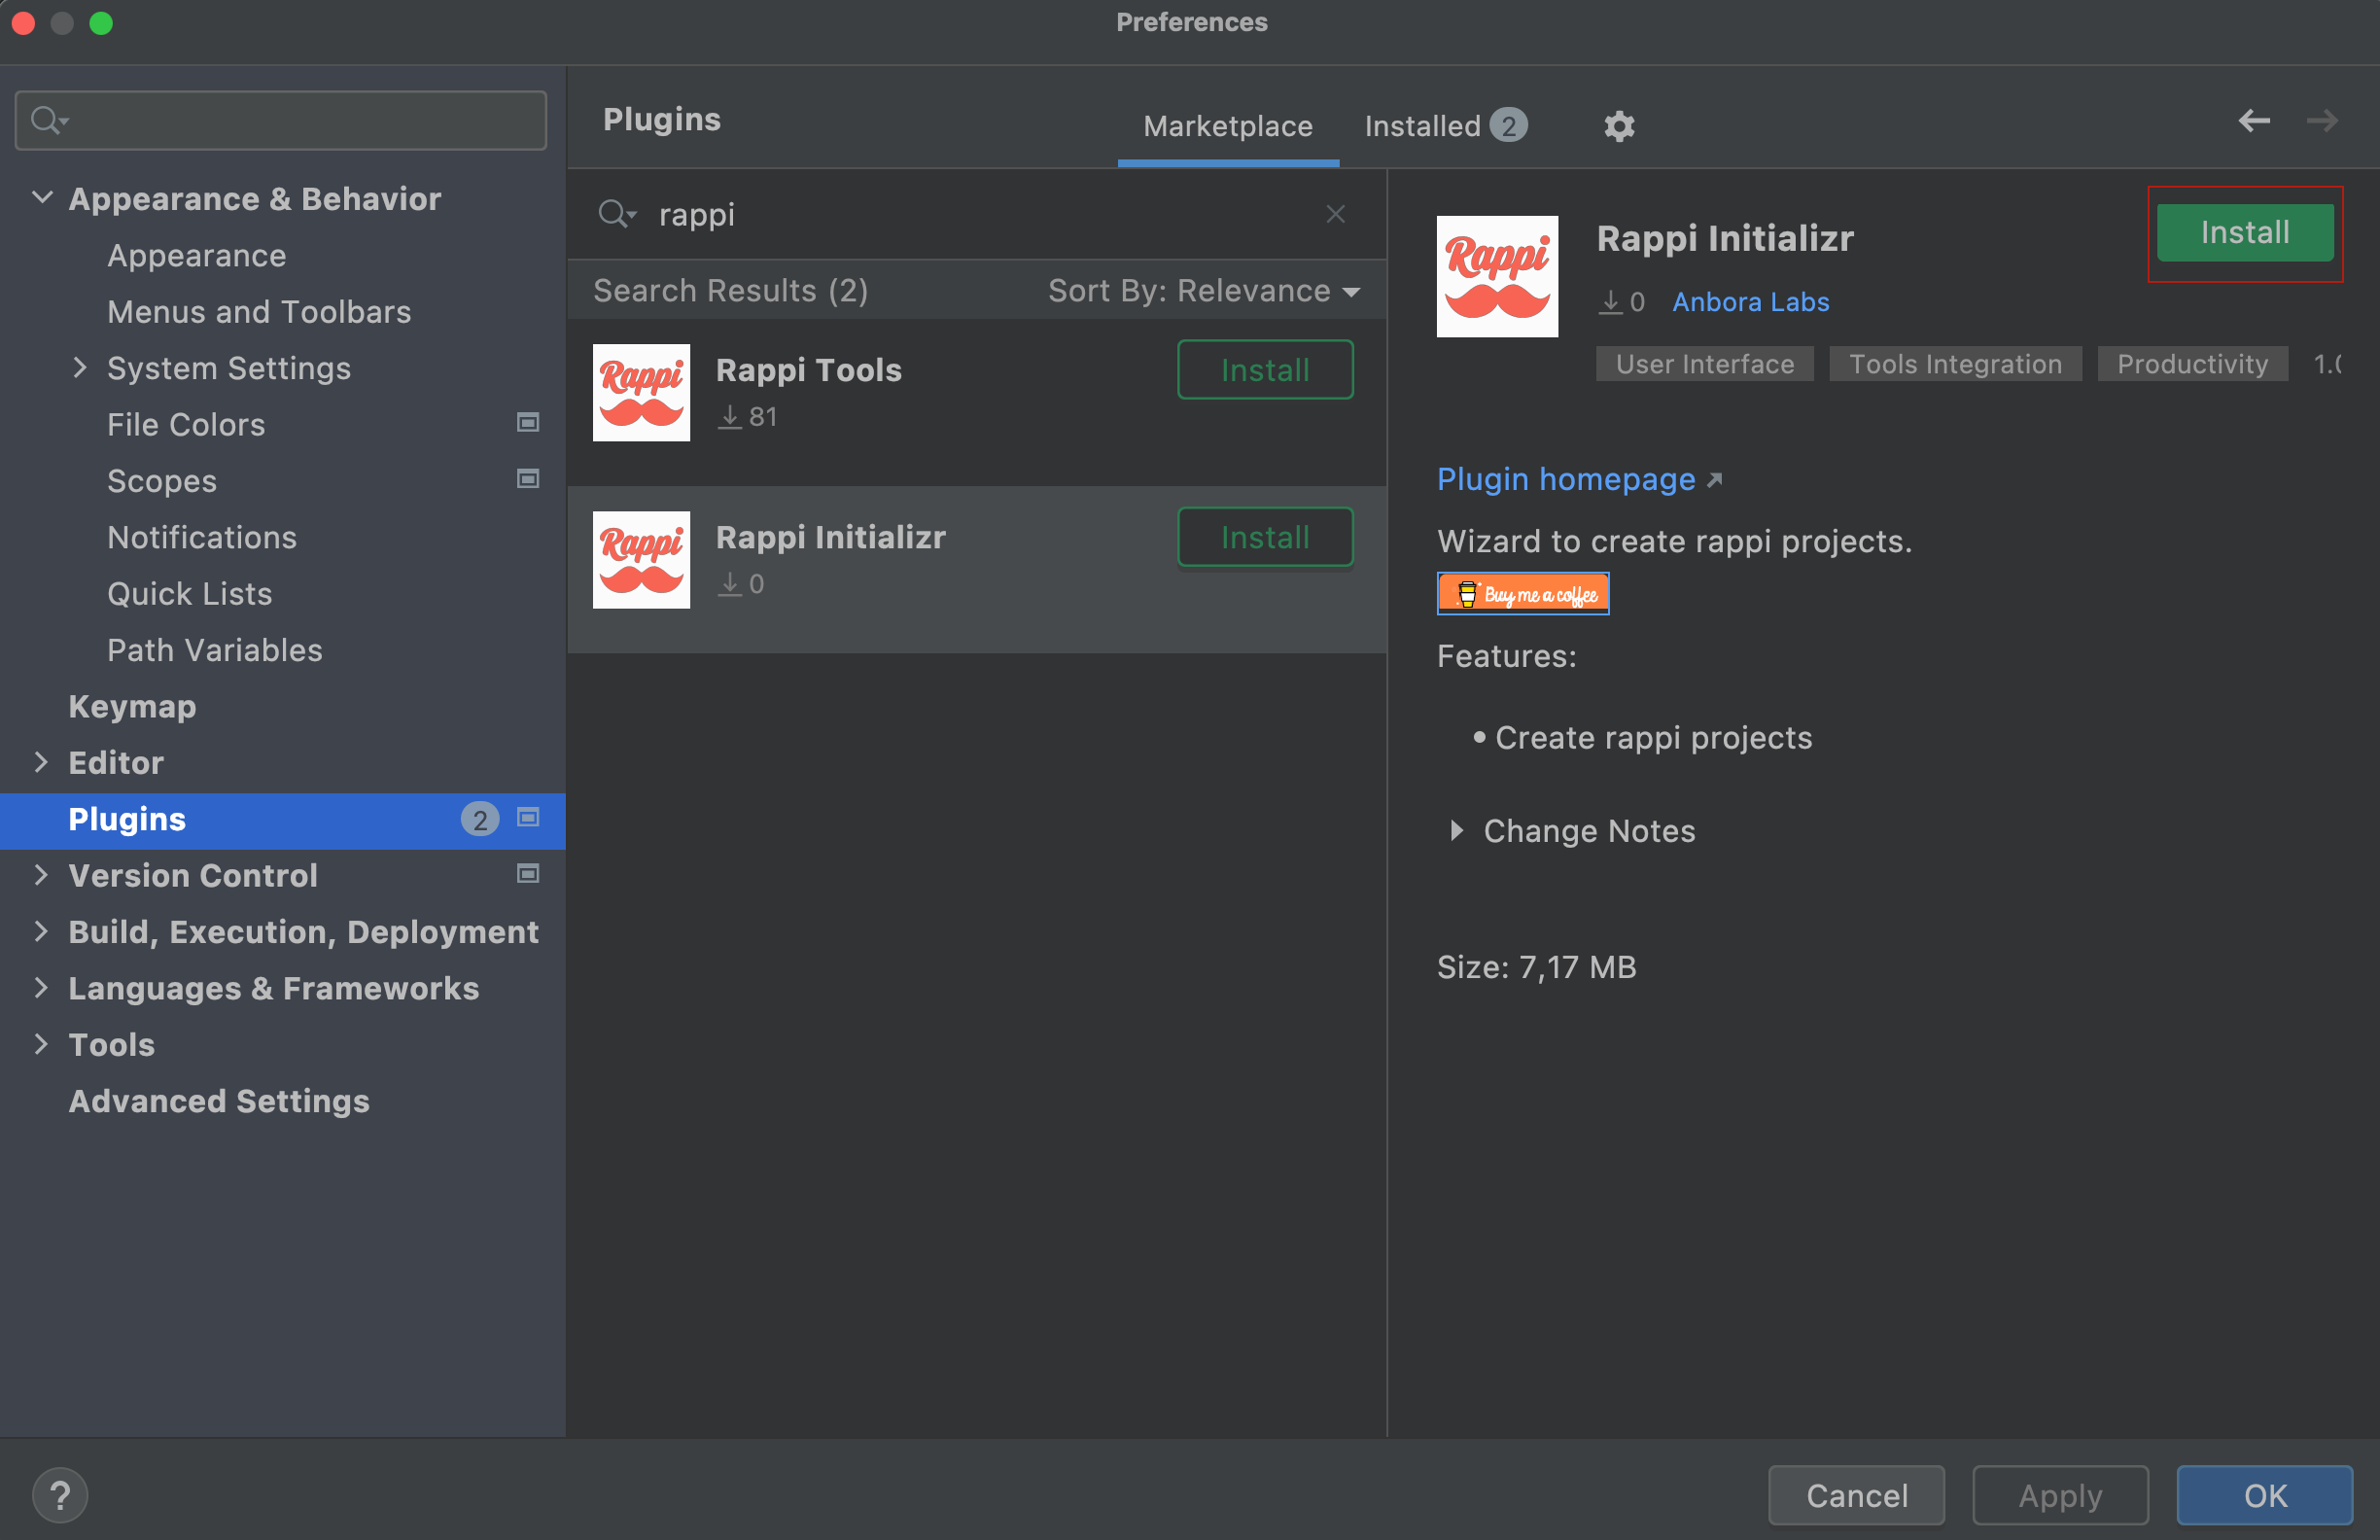 Preferences
Appearance & Behavior
Appearance
Menus and Toolbars
System Settings
File Colors
Scopes
Notifications
Quick Lists
Path Variables
Keymap
Editor
Plugins 2
Version Control
Build, Execution, Deployment
Languages & Frameworks
Tools
Advanced Settings
Plugins
Marketplace
Installed 2
rappi
Search Results (2)
Sort By: Relevance
Rappi
Rappi Tools
81
Install
Rappi
Rappi Initializr
0
Install
Rappi
Rappi Initializr
0 Anbora Labs
Install
User Interface Tools Integration Productivity
Plugin homepage
Wizard to create rappi projects.
Buy me a coffee
Features:
• Create rappi projects
Change Notes
Size: 7,17 MB
?
Cancel
Apply
OK